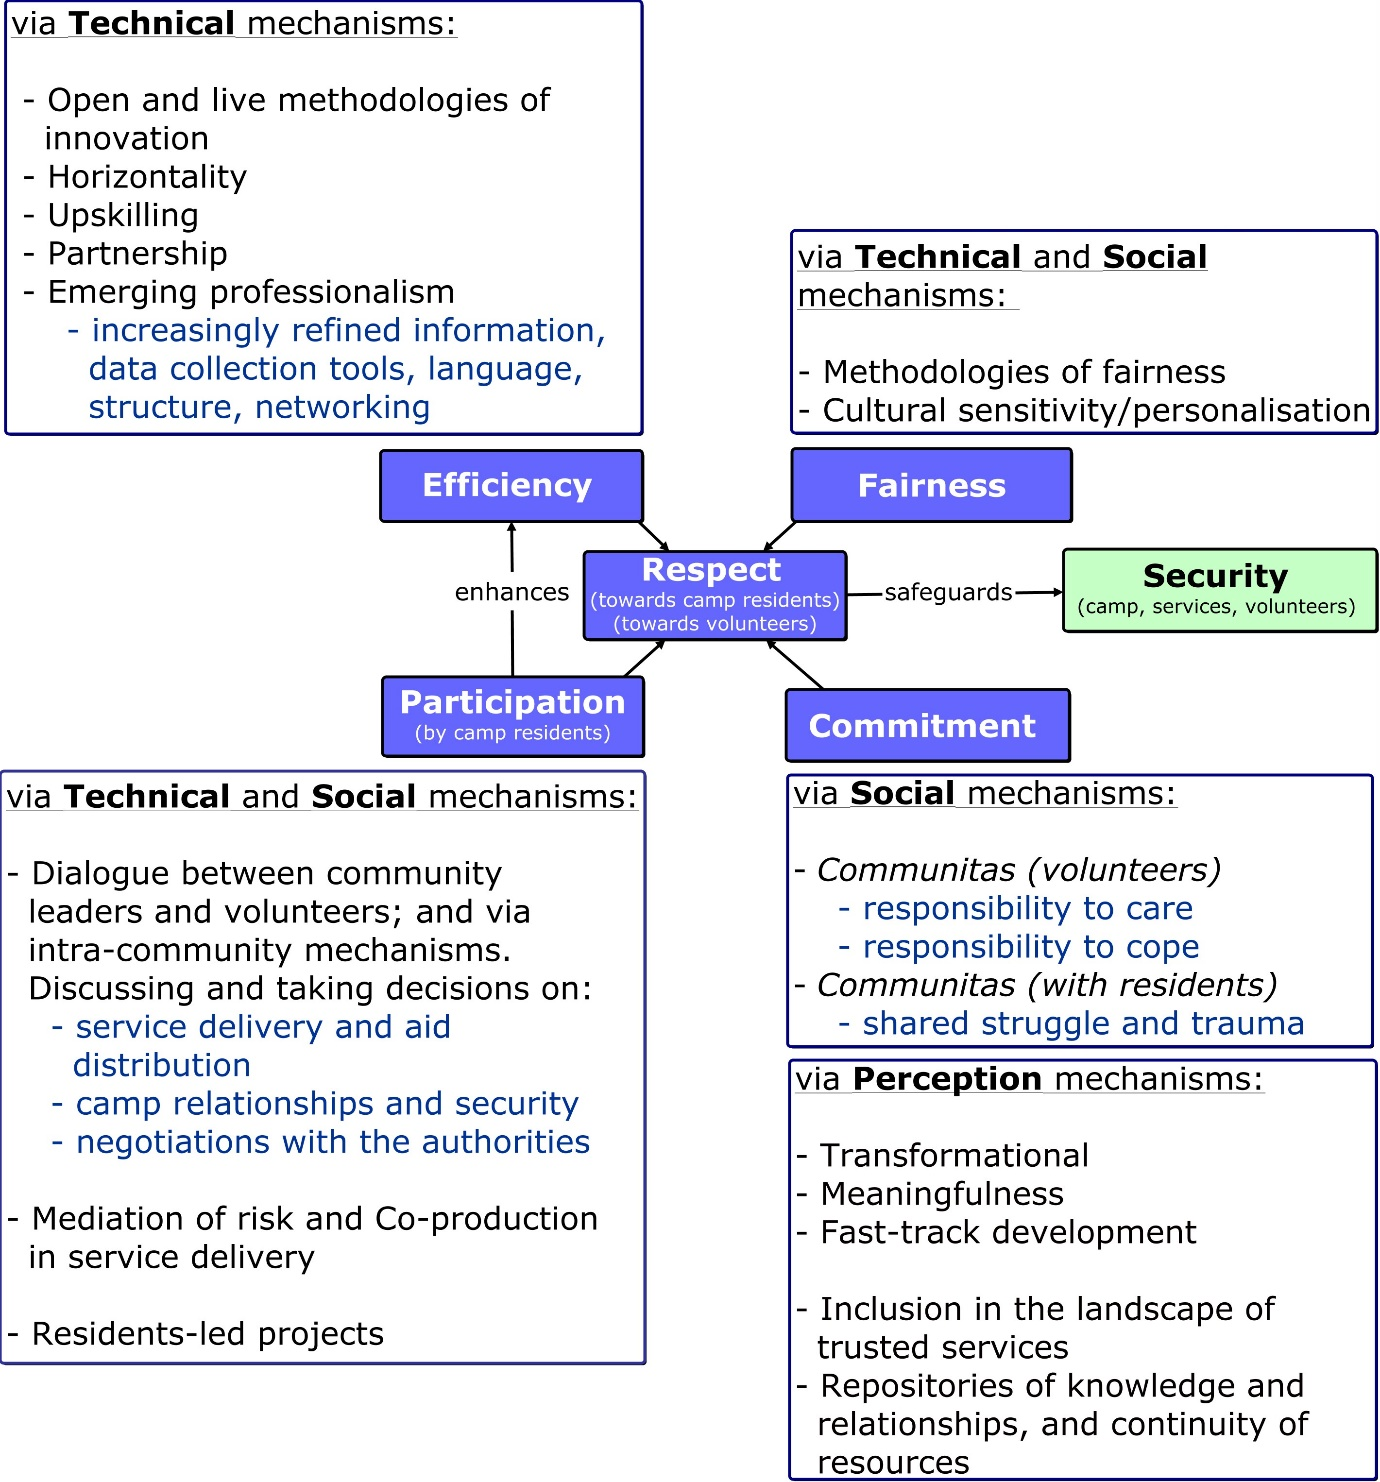 via Technical mechanisms:
- Open and live methodologies of
innovation
- Horizontality
- Upskilling
- Partnership
- Emerging professionalism
- increasingly refined information,
data collection tools, language,
structure, networking
via Technical and Social
mechanisms:
- Methodologies of fairness
- Cultural sensitivity/personalisation
Efficiency
Fairness
enhances
Respect
(towards camp residents)
(towards volunteers)
safeguards
Security
(camp, services, volunteers)
Participation
(by camp residents)
Commitment
via Technical and Social mechanisms:
- Dialogue between community
leaders and volunteers; and via
intra-community mechanisms.
Discussing and taking decisions on:
- service delivery and aid
distribution
- camp relationships and security
- negotiations with the authorities
- Mediation of risk and Co-production
in service delivery
- Residents-led projects
via Social mechanisms:
- Communitas (volunteers)
- responsibility to care
- responsibility to cope
- Communitas (with residents)
- shared struggle and trauma
via Perception mechanisms:
- Transformational
- Meaningfulness
- Fast-track development
- Inclusion in the landscape of
trusted services
- Repositories of knowledge and
relationships, and continuity of
resources